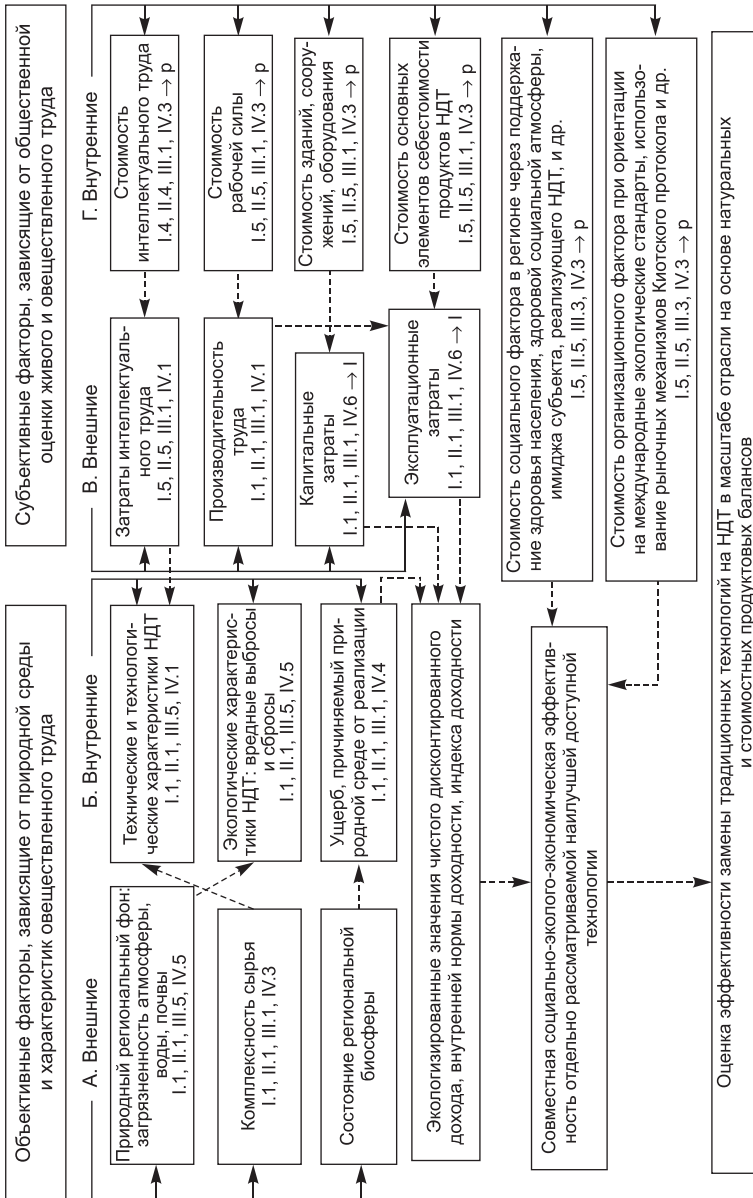 Объективные факторы, зависящие от природной среды
и характеристик овеществленного труда
Субъективные факторы, зависящие от общественной
оценки живого и овеществленного труда
А. Внешние
Природный региональный фон:
загрязненность атмосферы,
воды, почвы
I.1, II.1, III.5, IV.5
Комплексность сырья
I.1, II.1, III.1, IV.3
Состояние региональной
биосферы
Б. Внутренние
Технические и технологи-
ческие характеристики НДТ
I.1, II.1, III.5, IV.1
Экологические характерис-
тики НДТ: вредные выбросы
и сбросы
I.1, II.1, III.5, IV.5
Ущерб, причиняемый при-
родной среде от реализации
I.1, II.1, III.1, IV.4
В. Внешние
Затраты интеллектуаль-
ного труда
I.5, II.5, III.1, IV.1
Производительность
труда
I.1, II.1, III.1, IV.1
Капитальные
затраты
I.1, II.1, III.1, IV.6 → I
Эксплуатационные
затраты
I.1, II.1, III.1, IV.6 → I
Г. Внутренние
Стоимость
интеллектуального труда
I.4, II.4, III.1, IV.3 → p
Стоимость
рабочей силы
I.5, II.5, III.1, IV.3 → p
Стоимость зданий, соору-
жений, оборудования
I.5, II.5, III.1, IV.3 → p
Стоимость основных
элементов себестоимости
продуктов НДТ
I.5, II.5, III.1, IV.3 → p
Экологизированные значения чистого дисконтированного
дохода, внутренней нормы доходности, индекса доходности
Стоимость социального фактора в регионе через поддержа-
ние здоровья населения, здоровой социальной атмосферы,
имиджа субъекта, реализующего НДТ, и др.
I.5, II.5, III.3, IV.3 → p
Совместная социально-эколого-экономическая эффектив-
ность отдельно рассматриваемой наилучшей доступной
технологии
Стоимость организационного фактора при ориентации
на международные экологические стандарты, использо-
вание рыночных механизмов Киотского протокола и др.
I.5, II.5, III.3, IV.3 → p
Оценка эффективности замены традиционных технологий на НДТ в масштабе отрасли на основе натуральных
и стоимостных продуктовых балансов